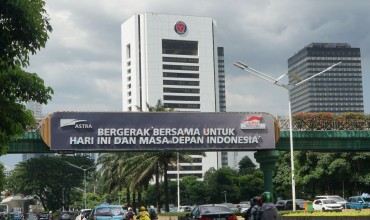 ASTRA
BERGERAK BERSAMA UNTUK
HARI INI DAN MASA DEPAN INDONESIA